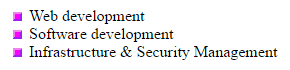 Web development
Software development
Infrastructure & Security Management